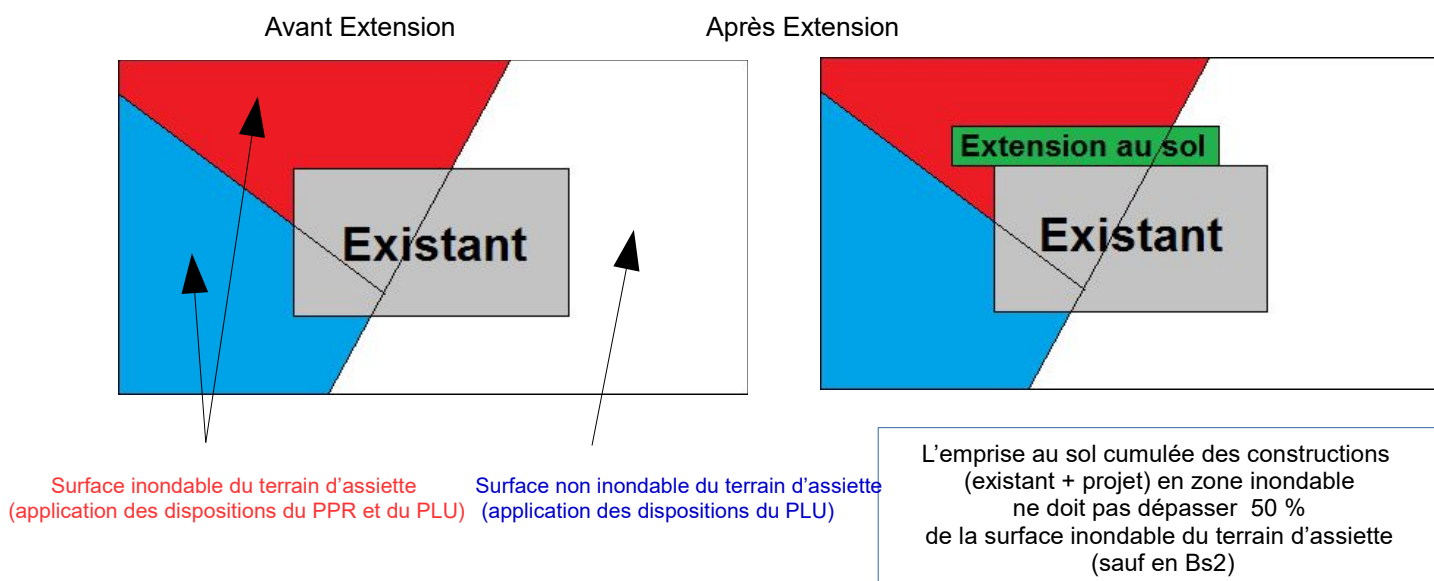 Avant Extension
Après Extension
Existant
Extension au sol
Existant
Surface inondable du terrain d’assiette
(application des dispositions du PPR et du PLU)
Surface non inondable du terrain d’assiette
(application des dispositions du PLU)
L’emprise au sol cumulée des constructions
(existant + projet) en zone inondable
ne doit pas dépasser  50 %
de la surface inondable du terrain d’assiette
(sauf en Bs2)